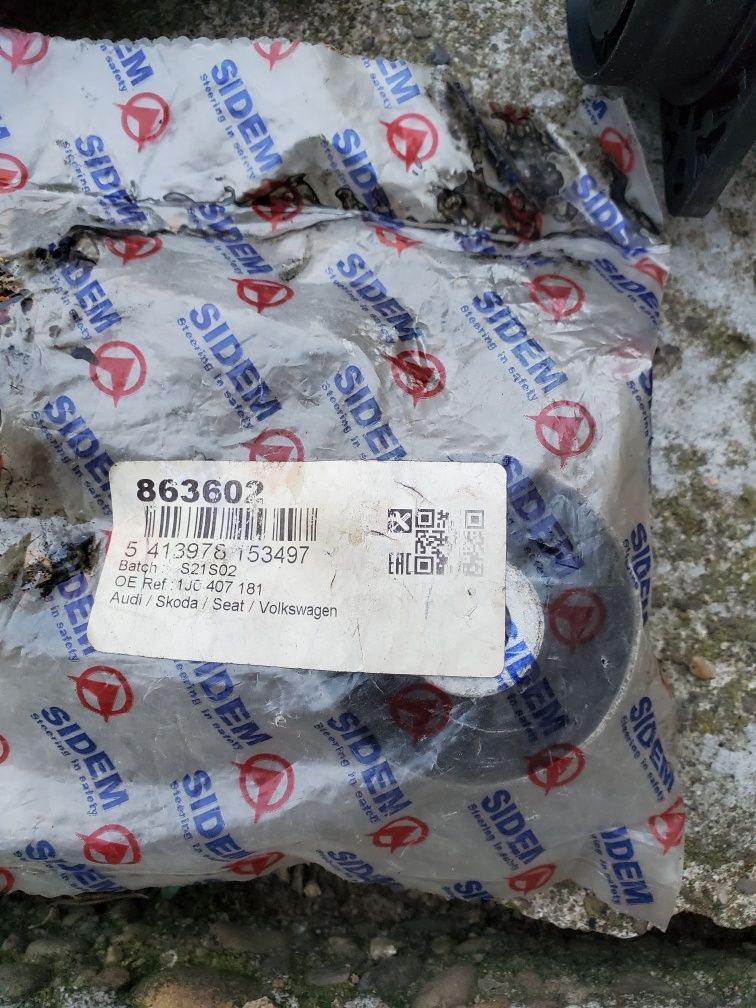 SIDEM
Steering in safety
863602
5 413978 153497
Batch : S21S02
OE Ref :1J0 407 181
Audi / Skoda / Seat / Volkswagen
EAC